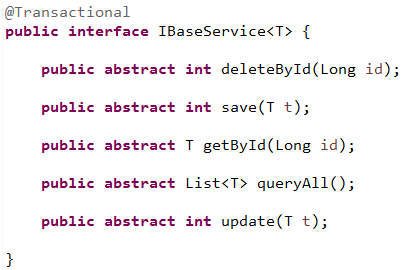 @Transactional
public interface IBaseService<T> {
public abstract int deleteById(Long id);
public abstract int save(T t);
public abstract T getById(Long id);
public abstract List<T> queryAll();
public abstract int update(T t);
}